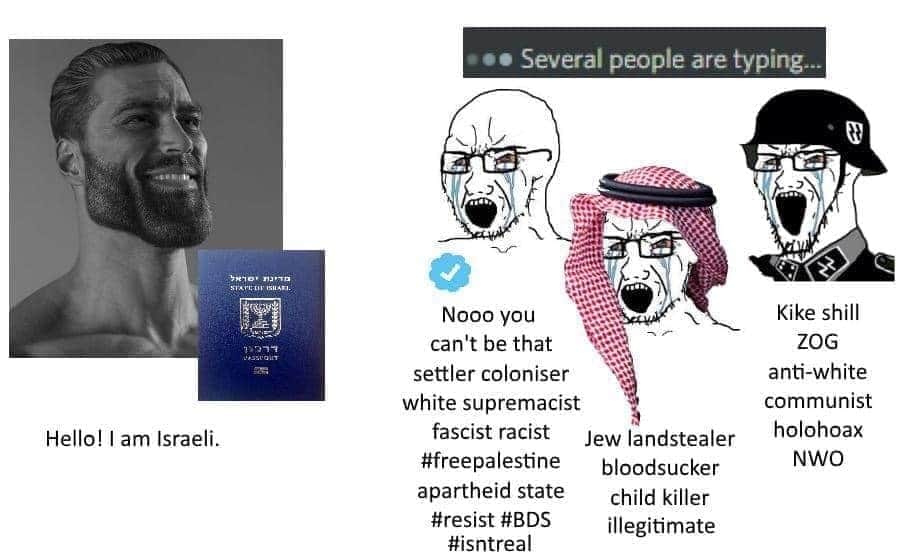 Several people are typing...
מדינת ישראל
STATE OF ISRAEL
דרכון
PASSPORT
Hello! I am Israeli.
Nooo you
can't be that
settler coloniser
white supremacist
fascist racist
#freepalestine
apartheid state
#resist #BDS
#isntreal
Jew landstealer
bloodsucker
child killer
illegitimate
Kike shill
ZOG
anti-white
communist
holohoax
NWO